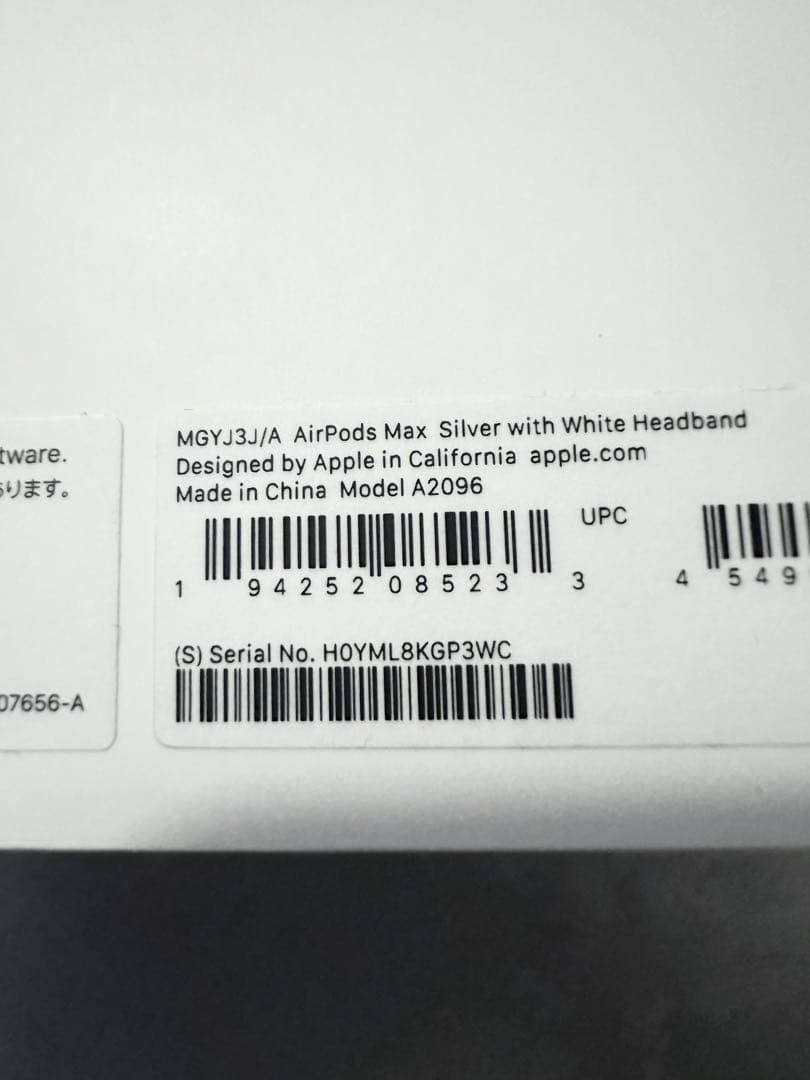 tware.
ります。
07656-A
MGYJ3J/A AirPods Max Silver with White Headband
Designed by Apple in California apple.com
Made in China Model A2096
UPC
1 94252 08523 3
4 549
(S) Serial No. H0YML8KGP3WC